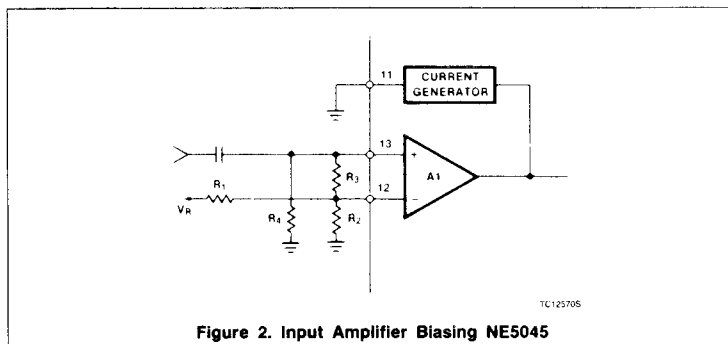 11
CURRENT
GENERATOR
13
+
R3
A1
R1
12
−
VR
R4
R2
TC12570S
Figure 2. Input Amplifier Biasing NE5045